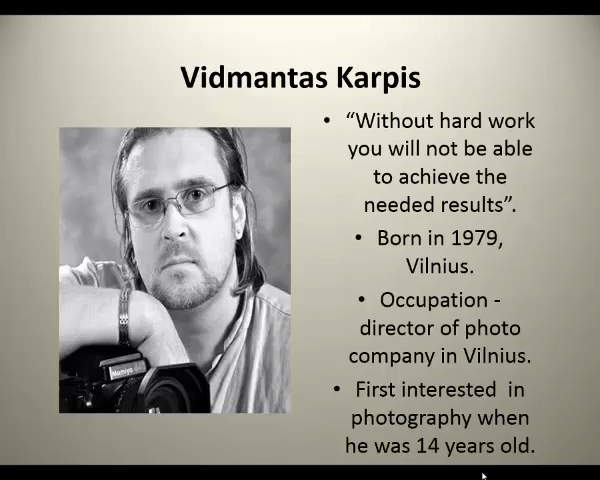 Vidmantas Karpis
• “Without hard work
you will not be able
to achieve the
needed results”.
• Born in 1979,
Vilnius.
• Occupation -
director of photo
company in Vilnius.
• First interested in
photography when
he was 14 years old.
Mamiya